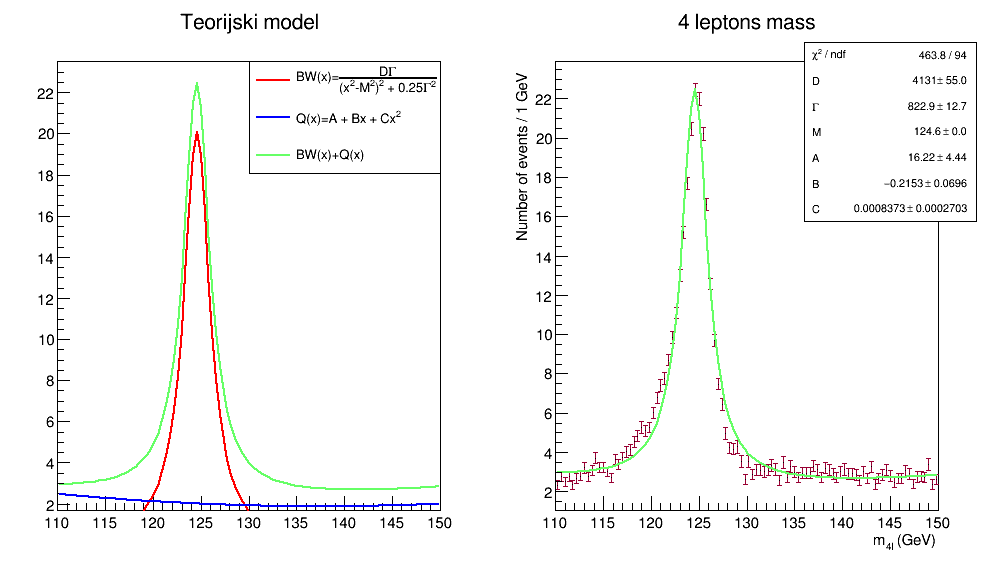 Teorijski model
BW(x)=DΓ/((x²-M²)² + 0.25Γ²)
Q(x)=A + Bx + Cx²
BW(x)+Q(x)
22
20
18
16
14
12
10
8
6
4
2
110 115 120 125 130 135 140 145 150
4 leptons mass
χ² / ndf 463.8 / 94
D 4131 ± 55.0
Γ 822.9 ± 12.7
M 124.6 ± 0.0
A 16.22 ± 4.44
B −0.2153 ± 0.0696
C 0.0008373 ± 0.0002703
Number of events / 1 GeV
22
20
18
16
14
12
10
8
6
4
2
110 115 120 125 130 135 140 145 150
m4l (GeV)